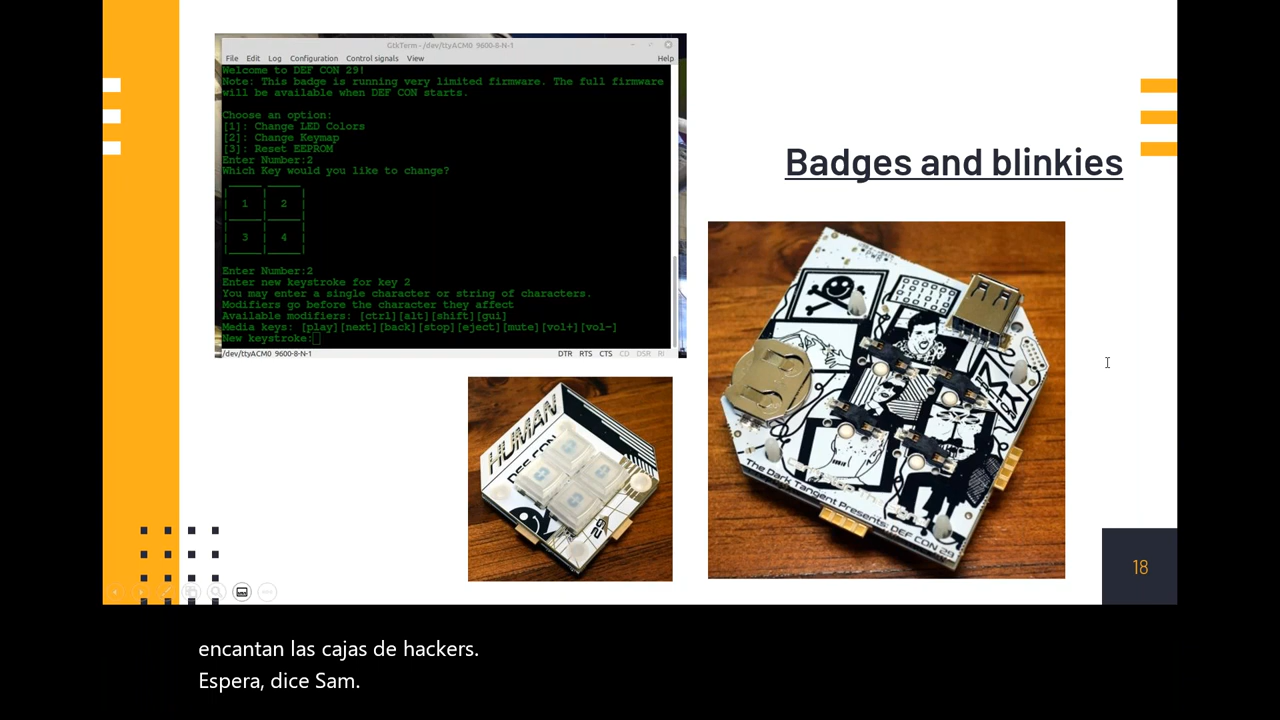 GtkTerm - /dev/ttyACM0 9600-8-N-1
File Edit Log Configuration Control signals View Help
Welcome to DEF CON 29!
Note: This badge is running very limited firmware. The full firmware
will be available when DEF CON starts.
Choose an option:
[1]: Change LED Colors
[2]: Change Keymap
[3]: Reset EEPROM
Enter Number:2
Which Key would you like to change?
1 2
3 4
Enter Number:2
Enter new keystroke for key 2
You may enter a single character or string of characters.
Modifiers go before the character they affect
Available modifiers: [ctrl][alt][shift][gui]
Media keys: [play][next][back][stop][eject][mute][vol+][vol-]
New keystroke:
/dev/ttyACM0 9600-8-N-1 DTR RTS CTS CD DSR RI
Badges and blinkies
HUMAN
DEF CON
29
MK
FACTOR
The Dark Tangent Presents: DEF CON 29
18
encantan las cajas de hackers.
Espera, dice Sam.